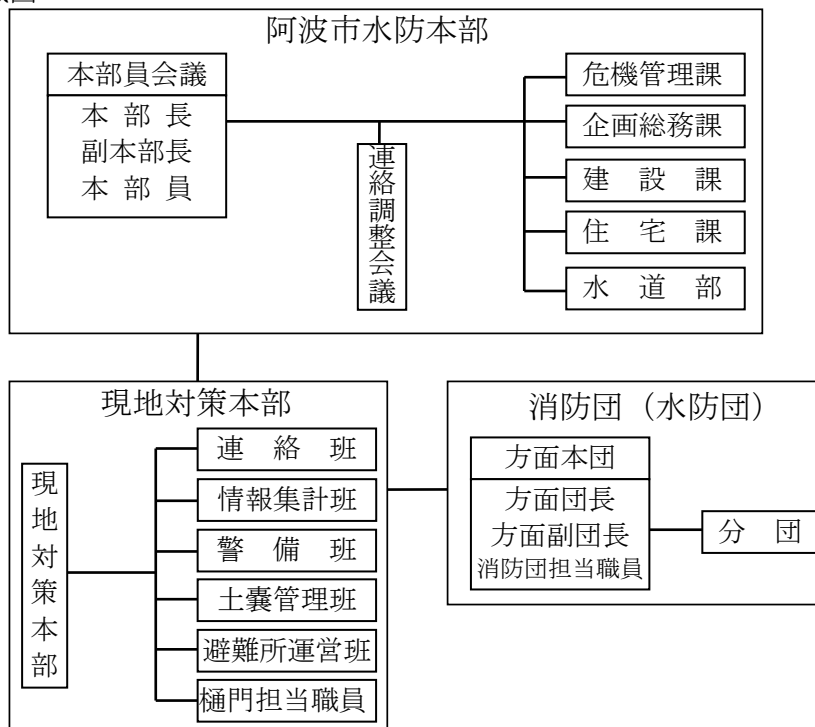 阿波市水防本部
本部員会議
本部長
副本部長
本部員
連絡調整会議
危機管理課
企画総務課
建設課
住宅課
水道部
現地対策本部
現地対策本部
連絡班
情報集計班
警備班
土嚢管理班
避難所運営班
樋門担当職員
消防団（水防団）
方面本団
方面団長
方面副団長
消防団担当職員
分団